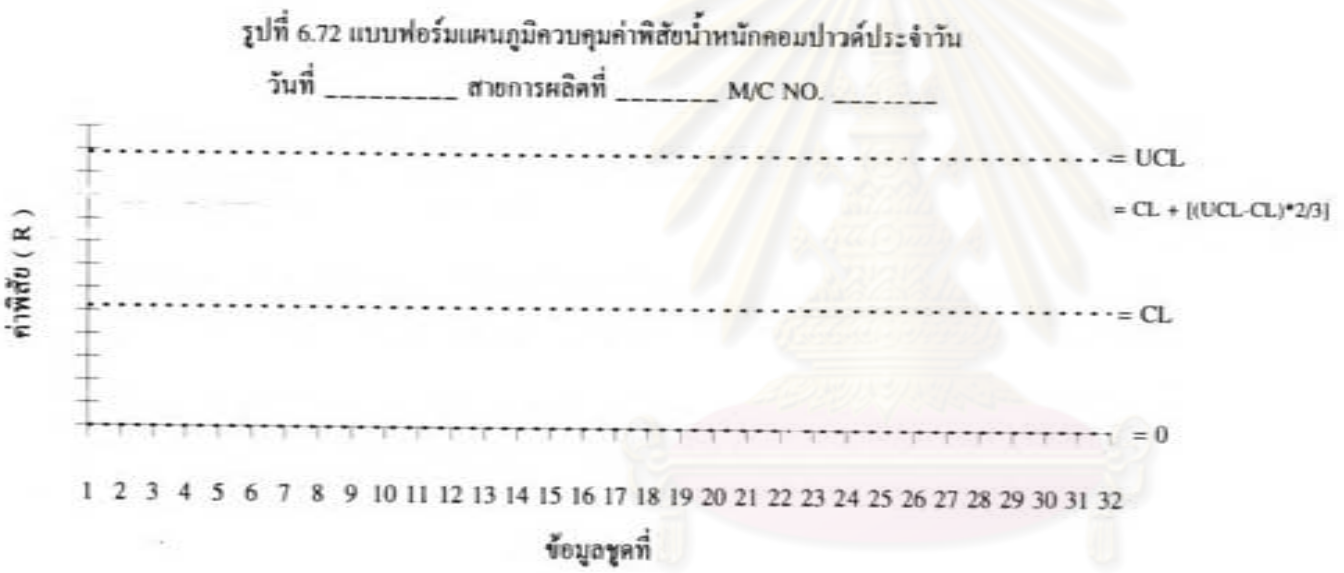 รูปที่ 6.72 แบบฟอร์มแผนภูมิควบคุมค่าพิสัยน้ำหนักคอมปาวด์ประจำวัน
วันที่ _________ สายการผลิตที่ _______ M/C NO. _______
= UCL
= CL + [(UCL-CL)*2/3]
ค่าพิสัย ( R )
= CL
= 0
1 2 3 4 5 6 7 8 9 10 11 12 13 14 15 16 17 18 19 20 21 22 23 24 25 26 27 28 29 30 31 32
ข้อมูลชุดที่